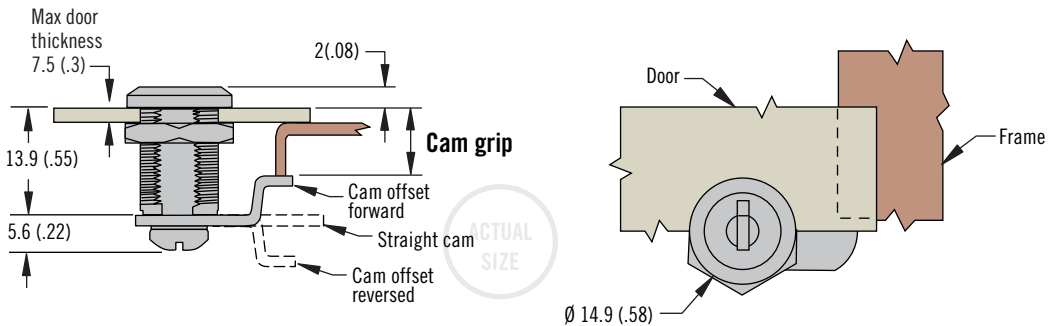 Max door
thickness
7.5 (.3)
2(.08)
13.9 (.55)
Cam grip
5.6 (.22)
Cam offset
forward
Straight cam
Cam offset
reversed
ACTUAL
SIZE
Door
Frame
Ø 14.9 (.58)